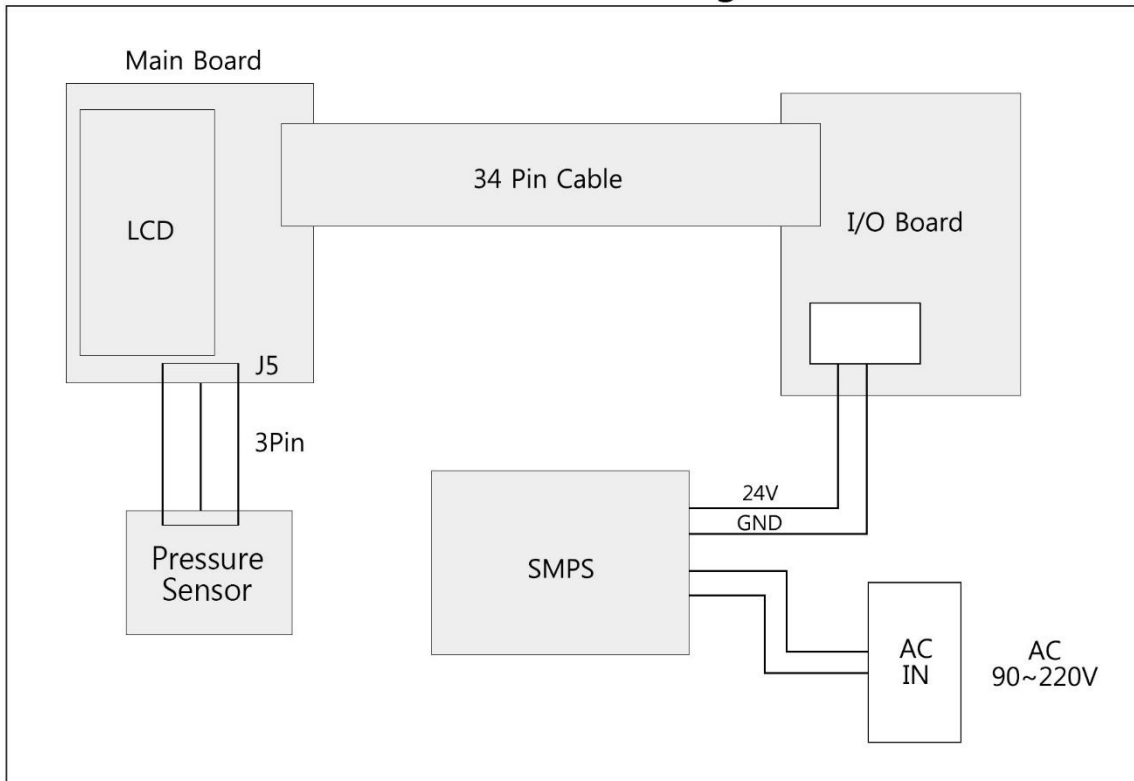 Main Board
34 Pin Cable
LCD
I/O Board
J5
3Pin
Pressure
Sensor
24V
GND
SMPS
AC
IN
AC
90~220V